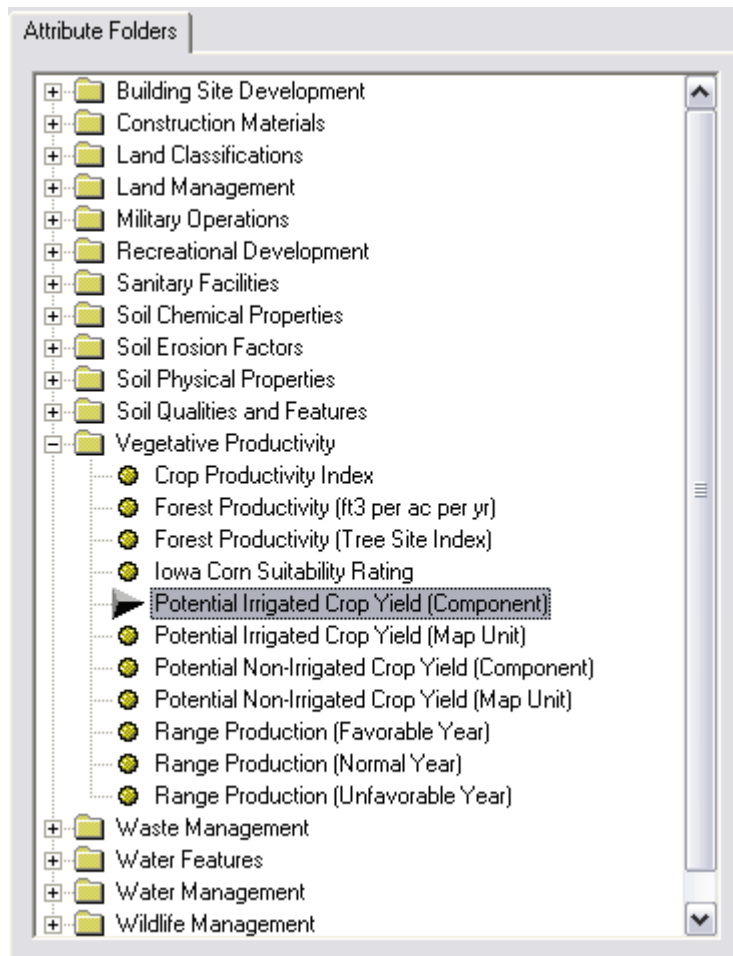 Attribute Folders
Building Site Development
Construction Materials
Land Classifications
Land Management
Military Operations
Recreational Development
Sanitary Facilities
Soil Chemical Properties
Soil Erosion Factors
Soil Physical Properties
Soil Qualities and Features
Vegetative Productivity
Crop Productivity Index
Forest Productivity (ft3 per ac per yr)
Forest Productivity (Tree Site Index)
Iowa Corn Suitability Rating
Potential Irrigated Crop Yield (Component)
Potential Irrigated Crop Yield (Map Unit)
Potential Non-Irrigated Crop Yield (Component)
Potential Non-Irrigated Crop Yield (Map Unit)
Range Production (Favorable Year)
Range Production (Normal Year)
Range Production (Unfavorable Year)
Waste Management
Water Features
Water Management
Wildlife Management